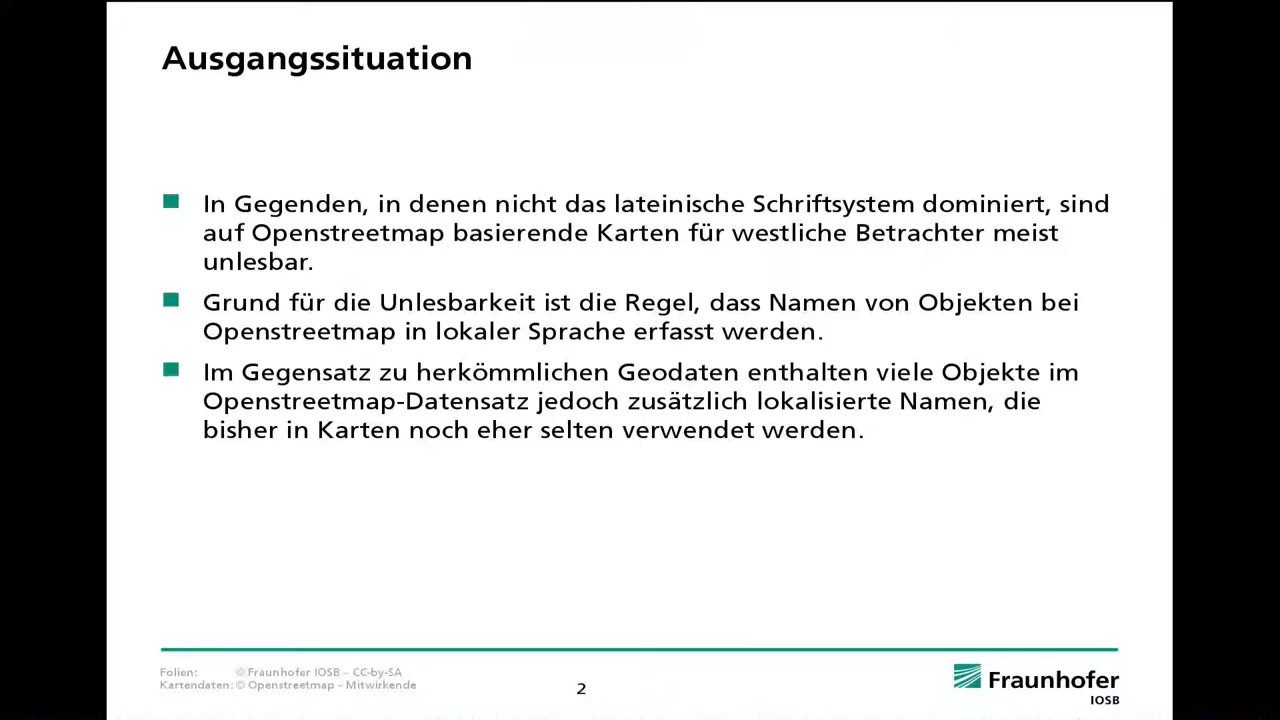 Ausgangssituation
In Gegenden, in denen nicht das lateinische Schriftsystem dominiert, sind
auf Openstreetmap basierende Karten für westliche Betrachter meist
unlesbar.
Grund für die Unlesbarkeit ist die Regel, dass Namen von Objekten bei
Openstreetmap in lokaler Sprache erfasst werden.
Im Gegensatz zu herkömmlichen Geodaten enthalten viele Objekte im
Openstreetmap-Datensatz jedoch zusätzlich lokalisierte Namen, die
bisher in Karten noch eher selten verwendet werden.
Folien: © Fraunhofer IOSB – CC-by-SA
Kartendaten: © Openstreetmap - Mitwirkende
2
Fraunhofer
IOSB